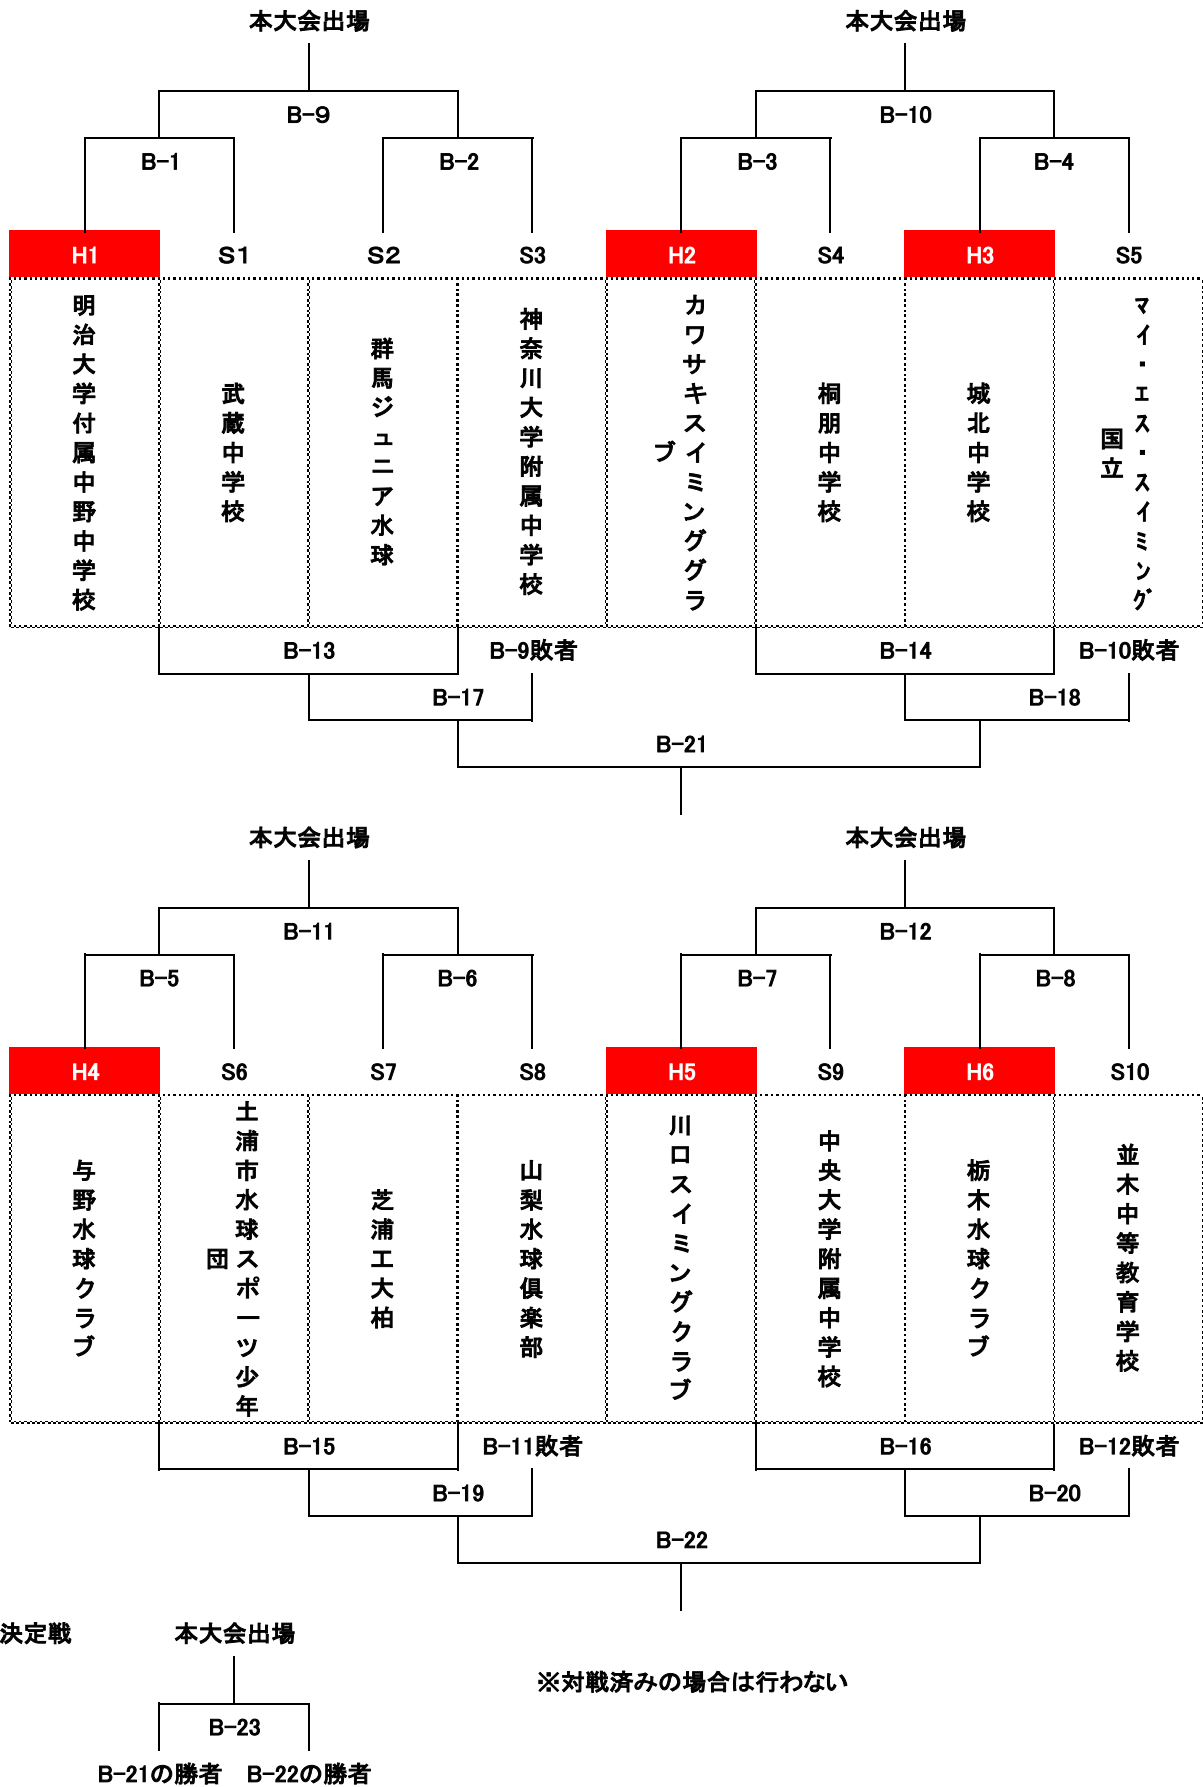 本大会出場
本大会出場
B-9
B-10
B-1
B-2
B-3
B-4
H1
S1
S2
S3
H2
S4
H3
S5
明治大学付属中野中学校
武蔵中学校
群馬ジュニア水球
神奈川大学附属中学校
カワサキスイミンググラ
ブ
桐朋中学校
城北中学校
マイ・エス・スイミング
国立
B-13
B-9敗者
B-14
B-10敗者
B-17
B-18
B-21
本大会出場
本大会出場
B-11
B-12
B-5
B-6
B-7
B-8
H4
S6
S7
S8
H5
S9
H6
S10
与野水球クラブ
土浦市水球スポーツ少年
団
芝浦工大柏
山梨水球倶楽部
川口スイミングクラブ
中央大学附属中学校
栃木水球クラブ
並木中等教育学校
B-15
B-11敗者
B-16
B-12敗者
B-19
B-20
B-22
決定戦
本大会出場
※対戦済みの場合は行わない
B-23
B-21の勝者
B-22の勝者